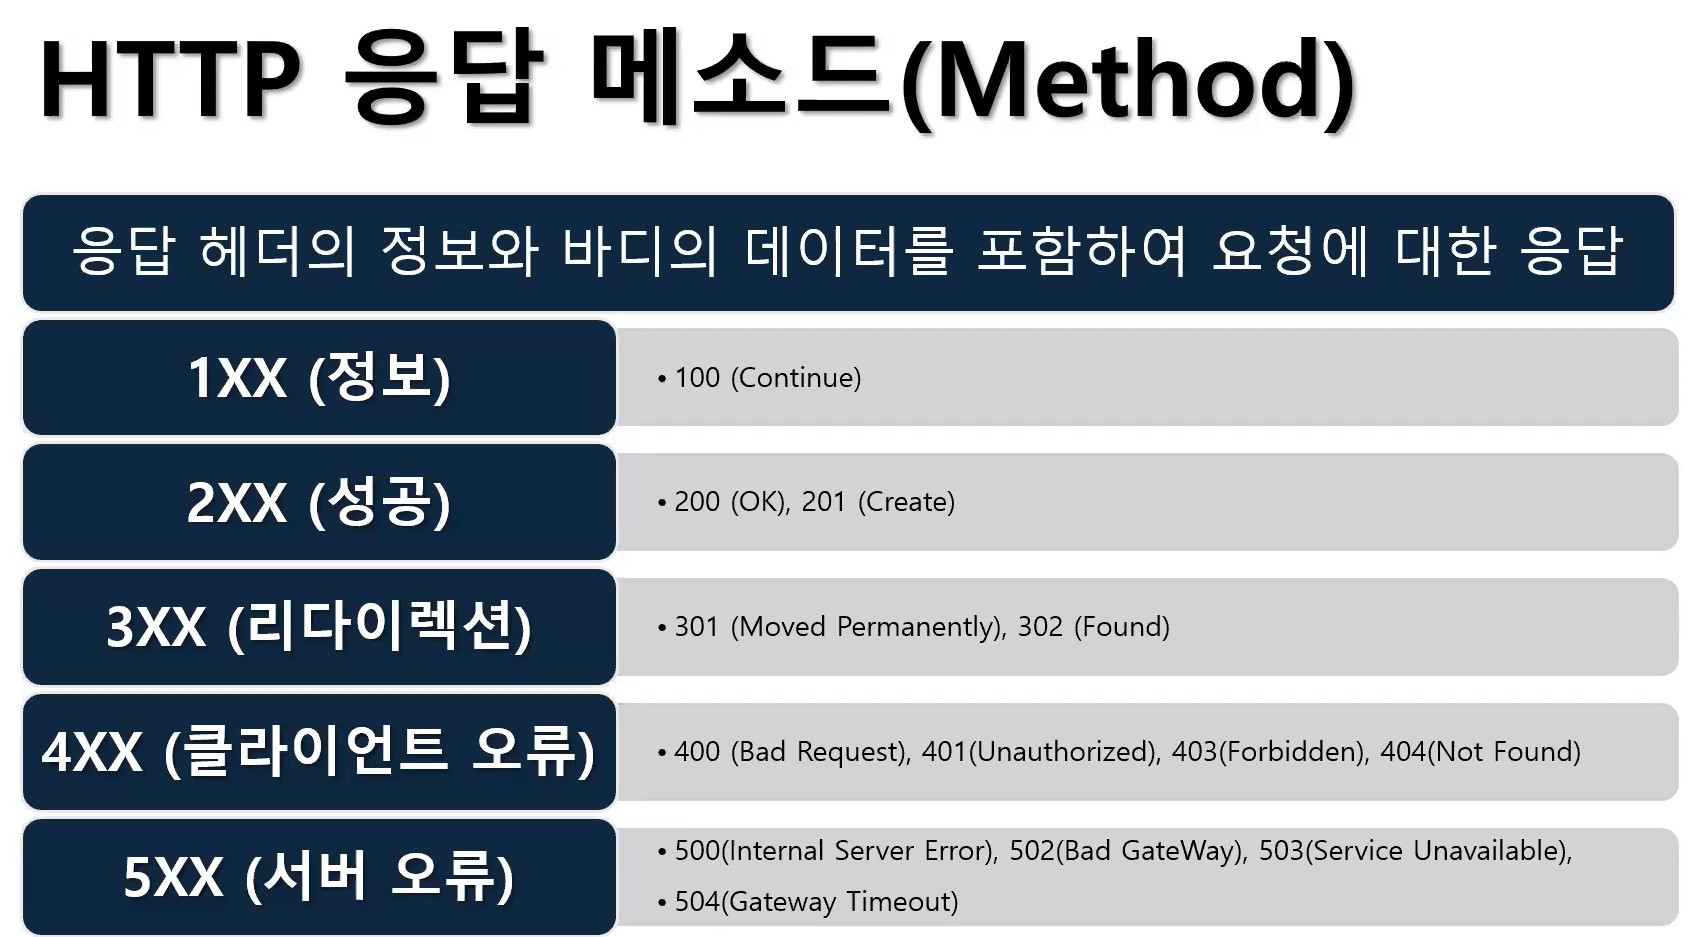 HTTP 응답 메소드(Method)
응답 헤더의 정보와 바디의 데이터를 포함하여 요청에 대한 응답
1XX (정보)
• 100 (Continue)
2XX (성공)
• 200 (OK), 201 (Create)
3XX (리다이렉션)
• 301 (Moved Permanently), 302 (Found)
4XX (클라이언트 오류)
• 400 (Bad Request), 401(Unauthorized), 403(Forbidden), 404(Not Found)
5XX (서버 오류)
• 500(Internal Server Error), 502(Bad GateWay), 503(Service Unavailable),
• 504(Gateway Timeout)